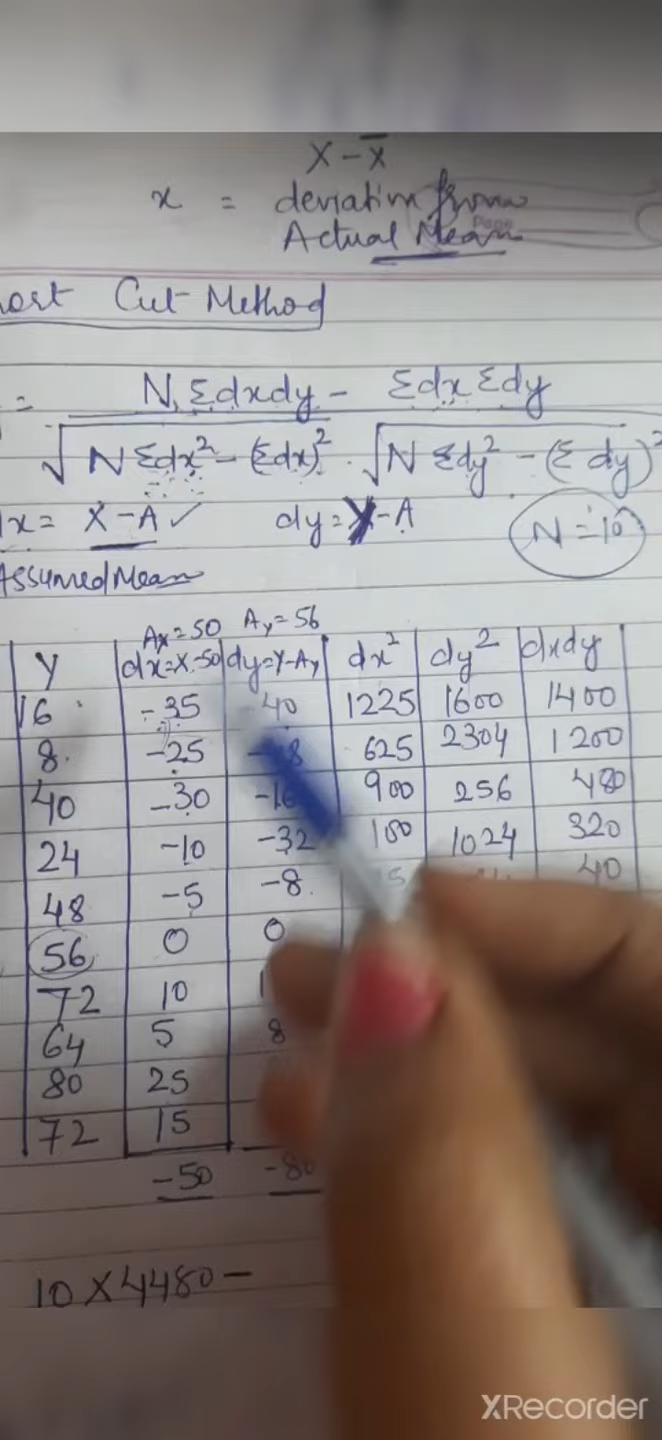 X - x̄
x = deviation from
Actual Mean
Cut Method
= N Σdxdy - Σdx Σdy
√NΣdx² - (Σdx)² . √N Σdy² - (Σdy)²
dx = X-A ✓ dy = Y-A N=10
Assumed Mean
Ax=50 Ay=56
Y dx=X-50 dy=Y-Ay dx² dy² dxdy
16 -35 -40 1225 1600 1400
8 -25 625 2304 1200
40 -30 -16 900 256 480
24 -10 -32 100 1024 320
48 -5 -8 40
56 0 0
72 10
64 5 8
80 25
72 15
-50 -80
10 X 4480 -
XRecorder